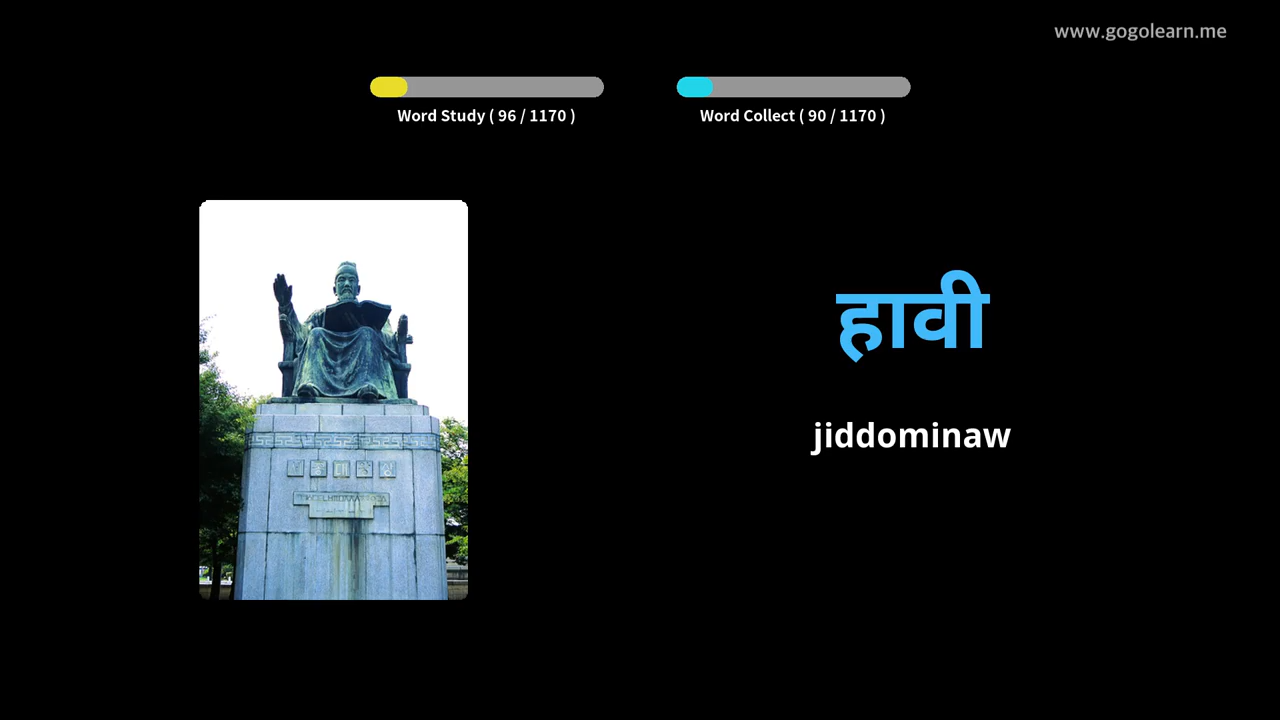 www.gogolearn.me
Word Study ( 96 / 1170 )
Word Collect ( 90 / 1170 )
हावी
jiddominaw